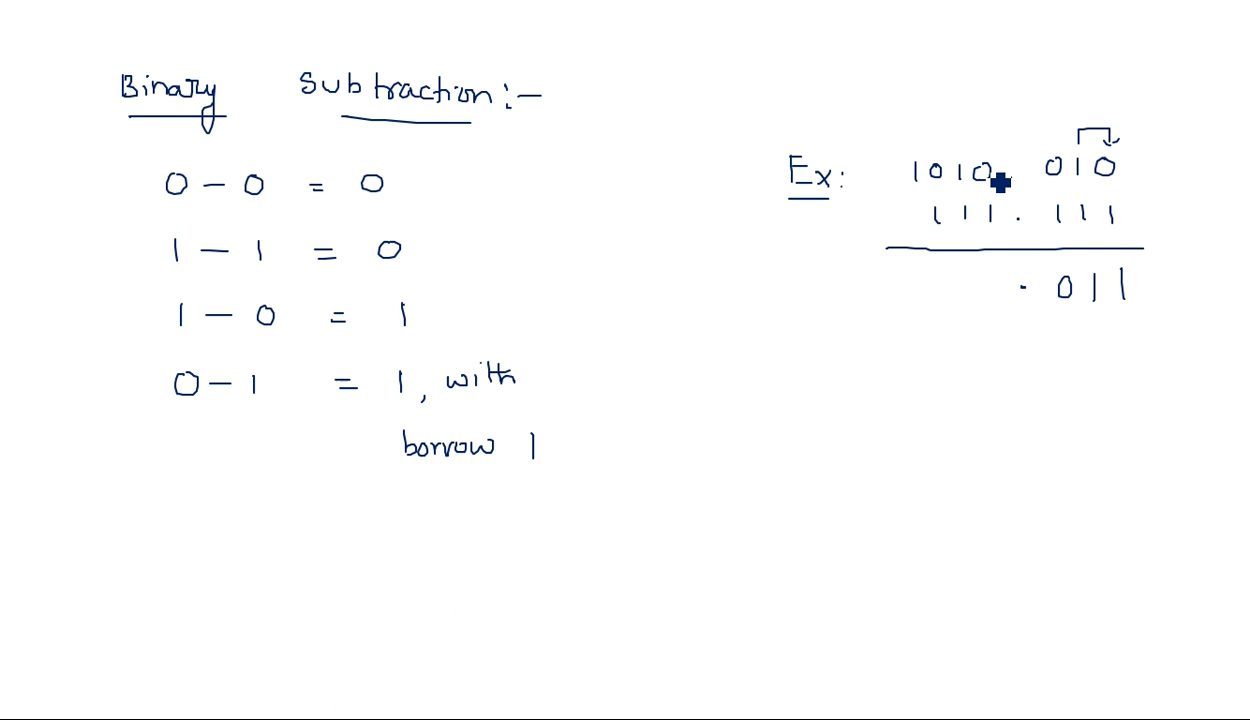 Binary Subtraction:-
0 - 0 = 0
1 - 1 = 0
1 - 0 = 1
0 - 1 = 1, with
borrow 1
Ex: 1010. 010
111.111
.011